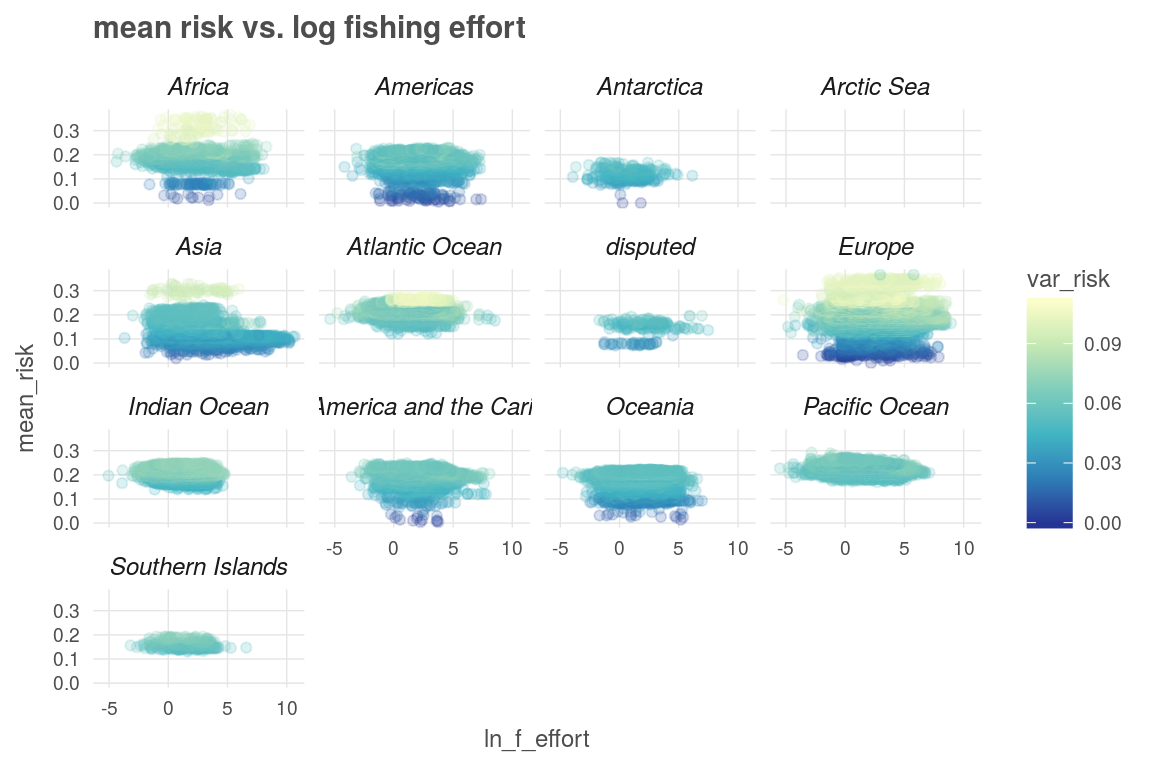 mean risk vs. log fishing effort
Africa
Americas
Antarctica
Arctic Sea
0.3
0.2
0.1
0.0
Asia
Atlantic Ocean
disputed
Europe
0.3
0.2
0.1
0.0
Indian Ocean
America and the Cari
Oceania
Pacific Ocean
0.3
0.2
0.1
0.0
-5 0 5 10
-5 0 5 10
-5 0 5 10
Southern Islands
0.3
0.2
0.1
0.0
-5 0 5 10
mean_risk
ln_f_effort
var_risk
0.09
0.06
0.03
0.00